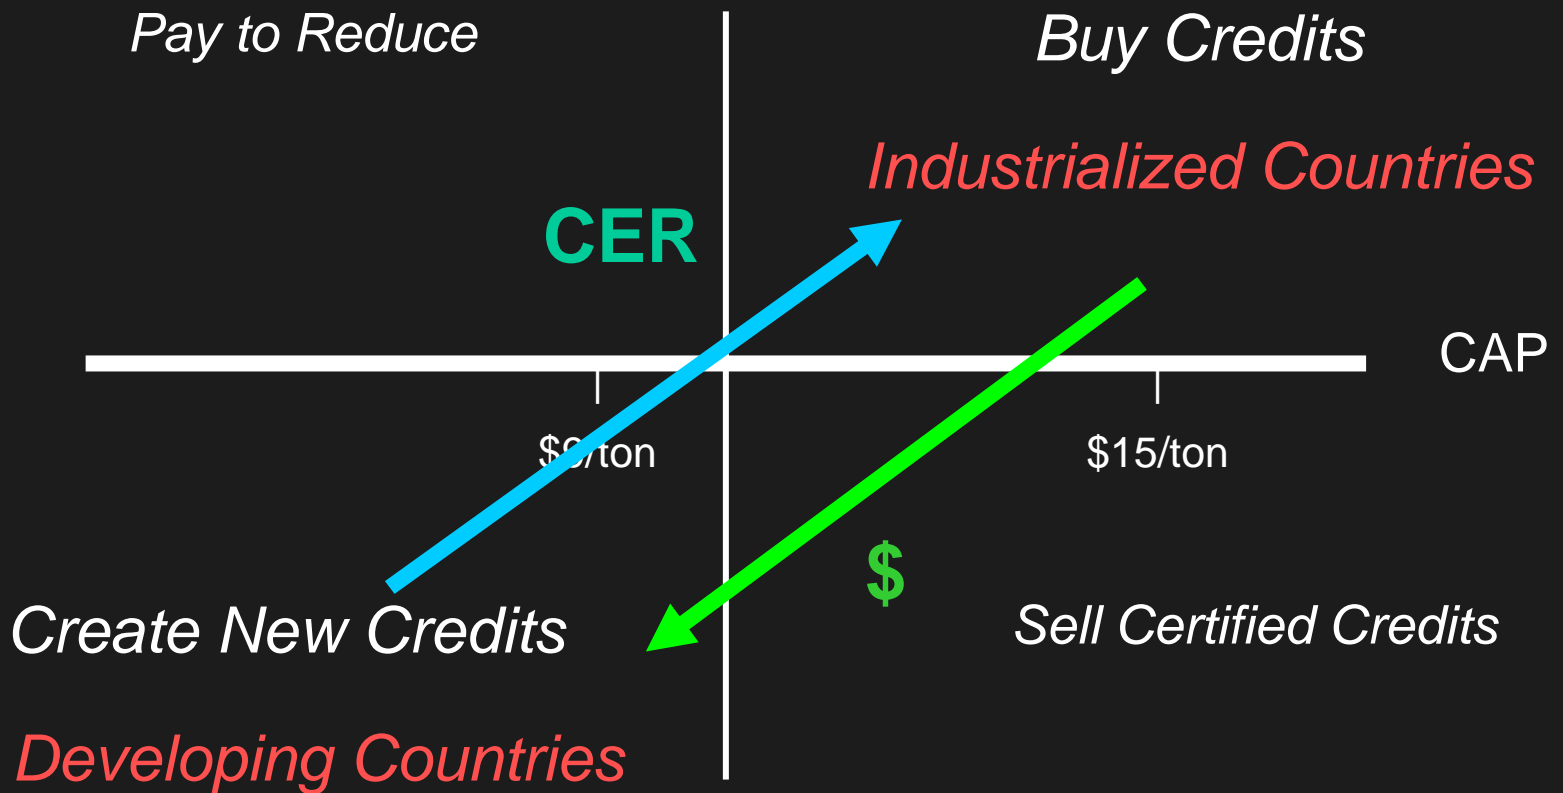 Pay to Reduce
Buy Credits
Industrialized Countries
CER
CAP
$9/ton
$15/ton
$
Create New Credits
Sell Certified Credits
Developing Countries